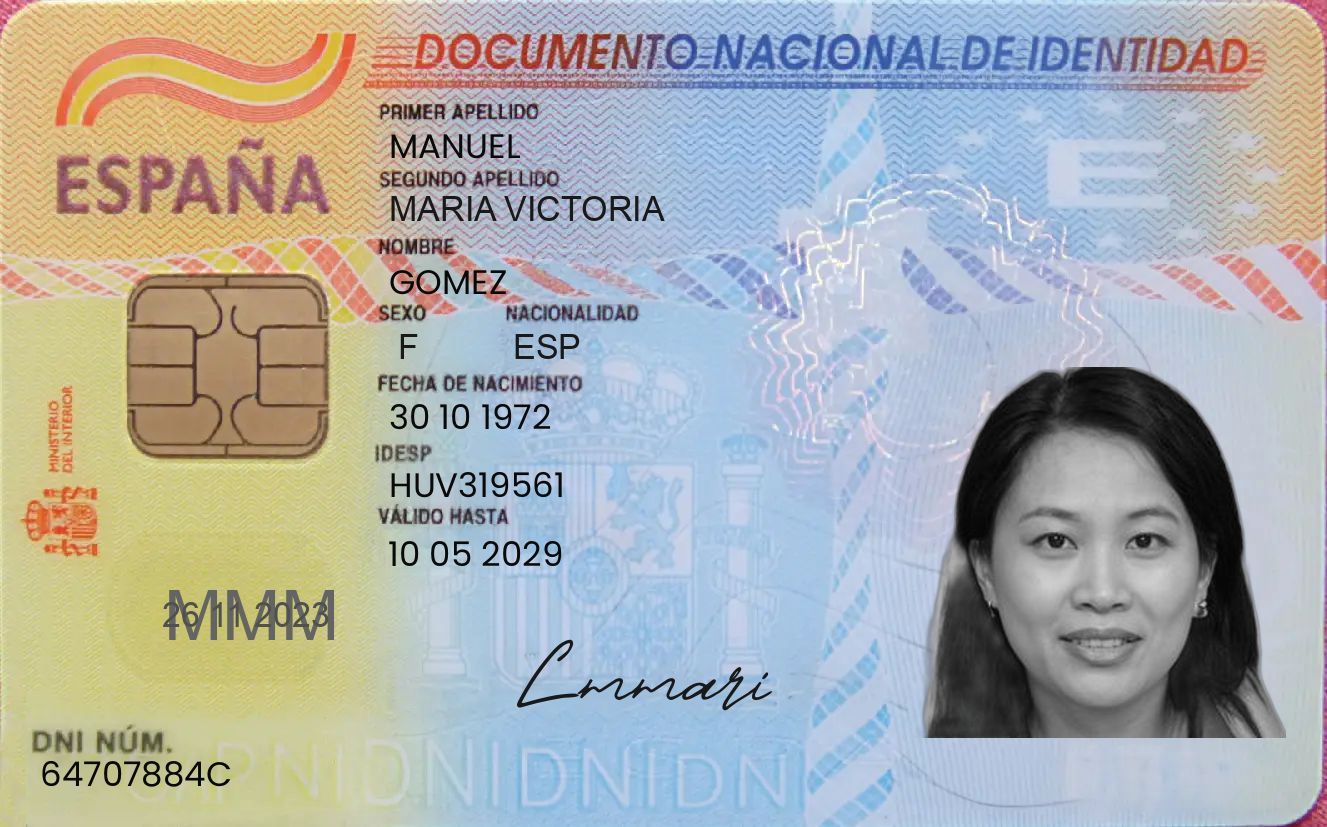 DOCUMENTO NACIONAL DE IDENTIDAD
ESPAÑA
PRIMER APELLIDO
MANUEL
SEGUNDO APELLIDO
MARIA VICTORIA
NOMBRE
GOMEZ
SEXO NACIONALIDAD
F ESP
FECHA DE NACIMIENTO
30 10 1972
IDESP
HUV319561
VÁLIDO HASTA
10 05 2029
MINISTERIO
DEL INTERIOR
E
26 11 2023
MMM
Lmmari
DNI NÚM.
64707884C
DNIDNIDNIDNI